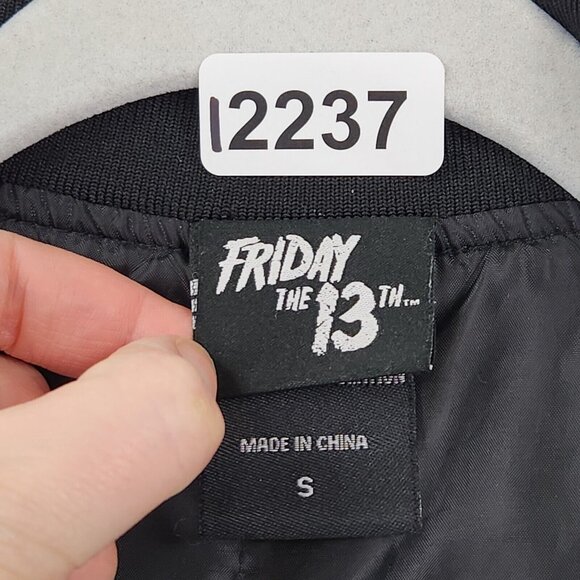 12237
FRIDAY
THE 13TH™
MADE IN CHINA
S